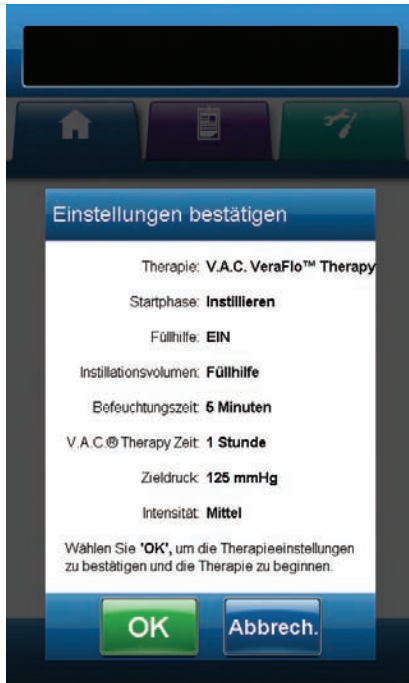 Einstellungen bestätigen
Therapie: V.A.C. VeraFlo™ Therapy
Startphase: Instillieren
Füllhilfe: EIN
Instillationsvolumen: Füllhilfe
Befeuchtungszeit: 5 Minuten
V.A.C.® Therapy Zeit: 1 Stunde
Zieldruck: 125 mmHg
Intensität: Mittel
Wählen Sie 'OK', um die Therapieeinstellungen
zu bestätigen und die Therapie zu beginnen.
OK Abbrech.